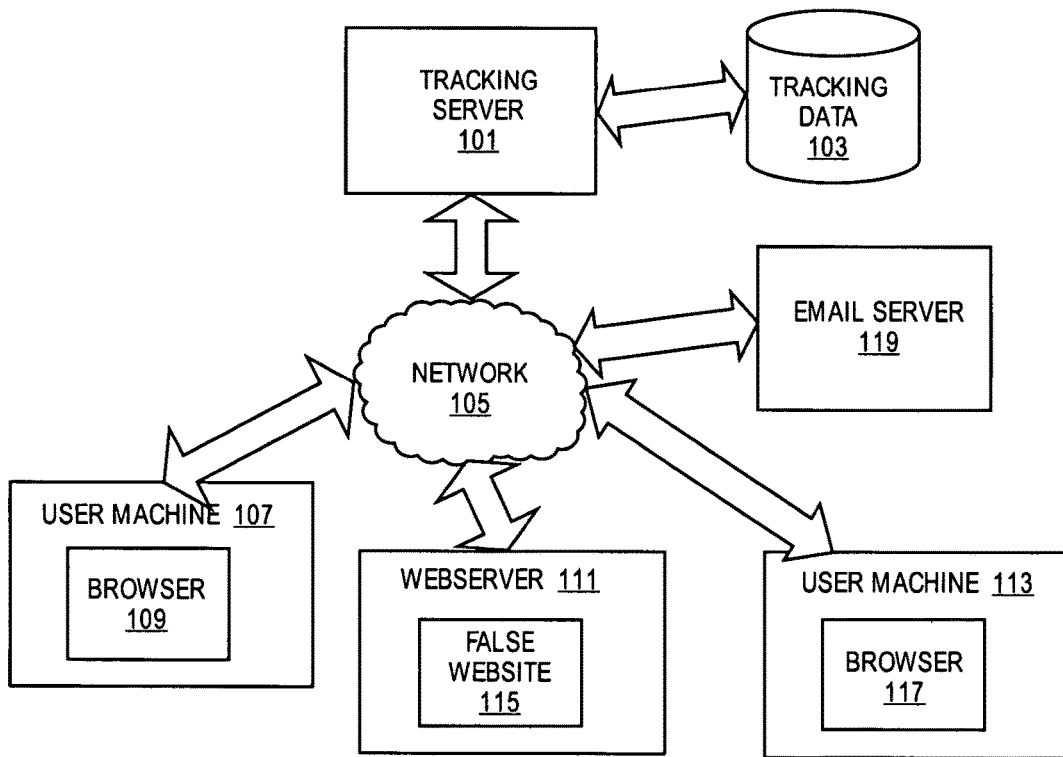 TRACKING
SERVER
101
TRACKING
DATA
103
EMAIL SERVER
119
NETWORK
105
USER MACHINE 107
BROWSER
109
WEBSERVER 111
FALSE
WEBSITE
115
USER MACHINE 113
BROWSER
117